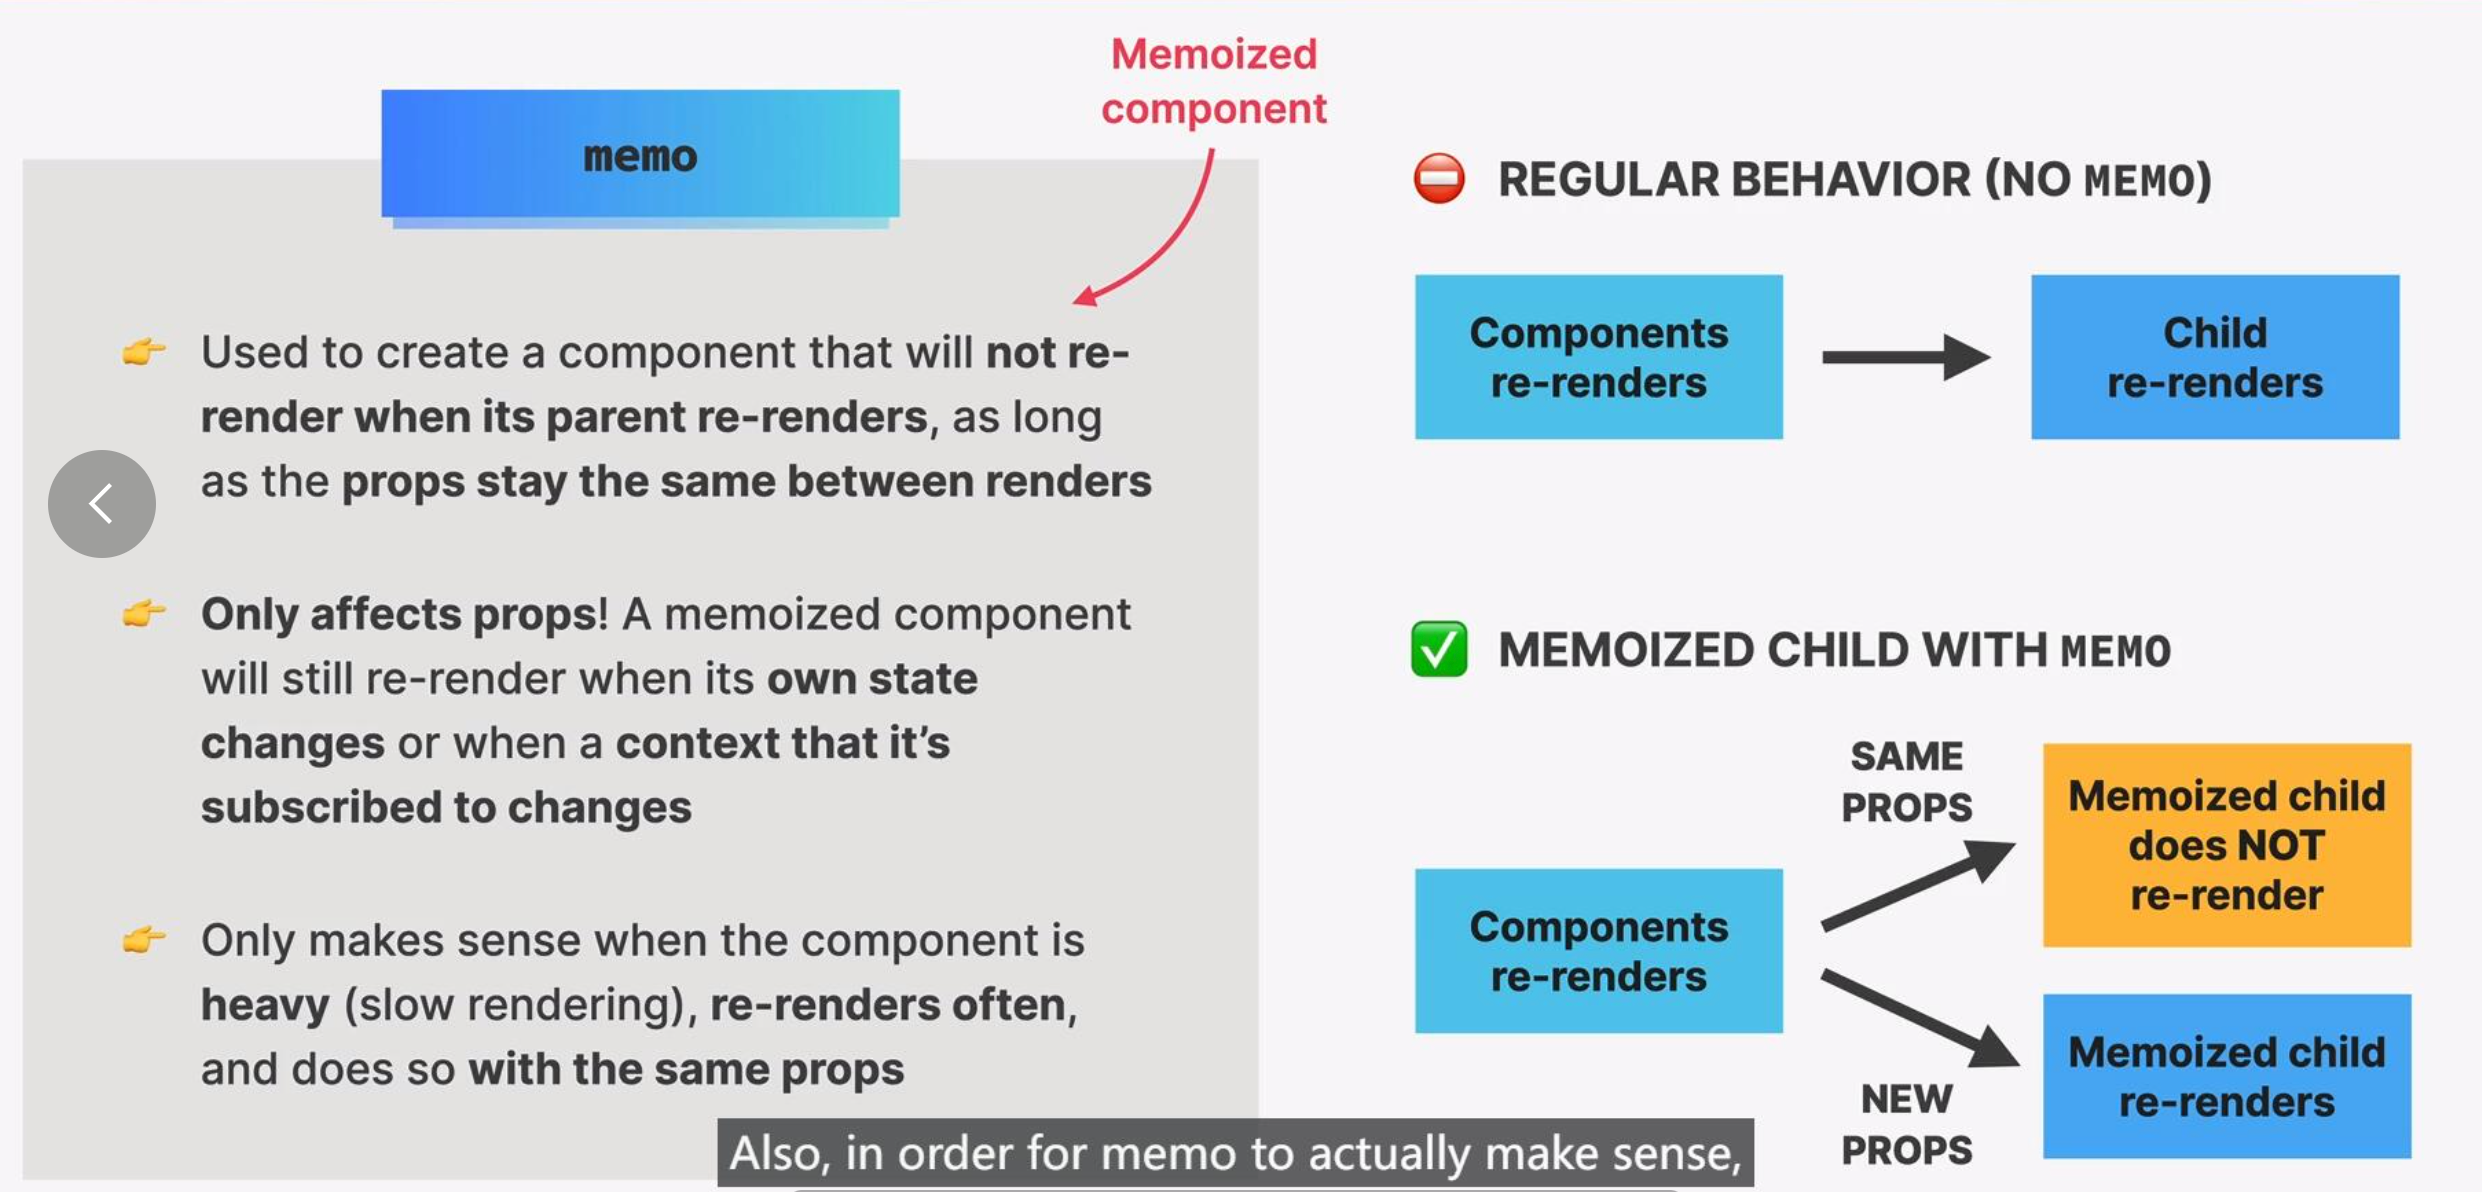 memo
Memoized
component
Used to create a component that will not re-
render when its parent re-renders, as long
as the props stay the same between renders
Only affects props! A memoized component
will still re-render when its own state
changes or when a context that it’s
subscribed to changes
Only makes sense when the component is
heavy (slow rendering), re-renders often,
and does so with the same props
REGULAR BEHAVIOR (NO MEMO)
Components
re-renders
Child
re-renders
MEMOIZED CHILD WITH MEMO
Components
re-renders
SAME
PROPS
Memoized child
does NOT
re-render
NEW
PROPS
Memoized child
re-renders
Also, in order for memo to actually make sense,